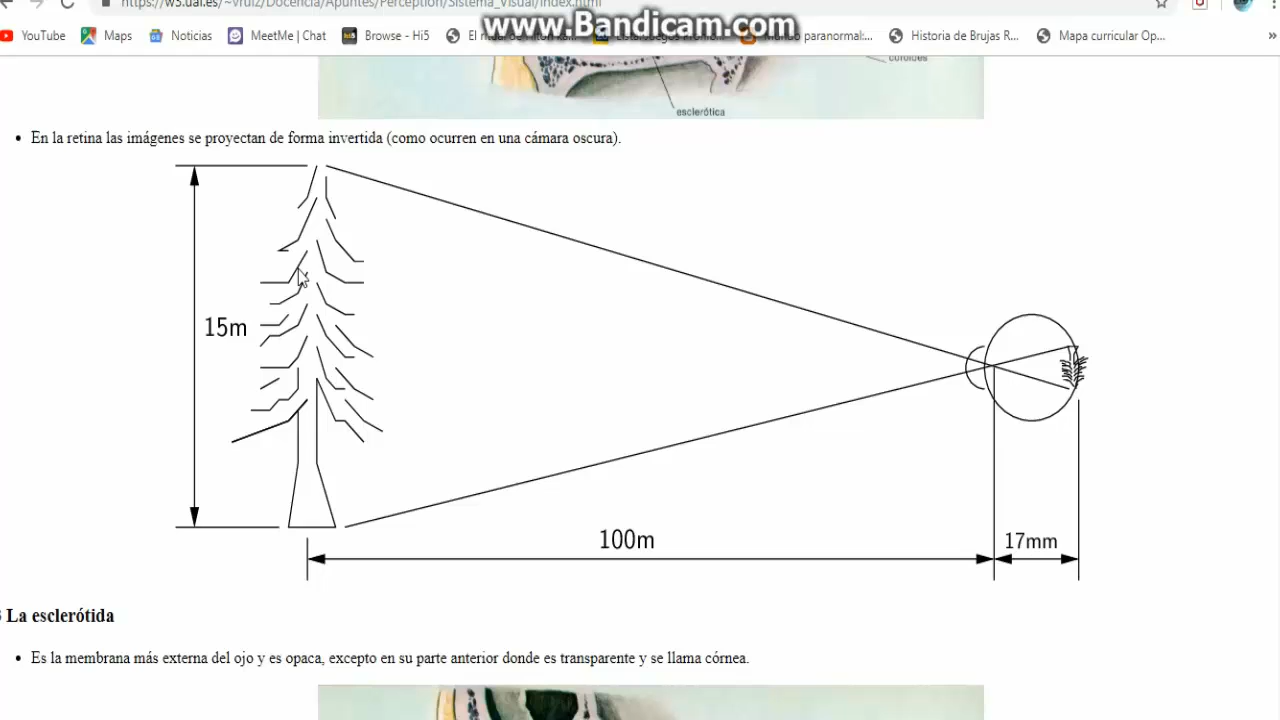 www.Bandicam.com
YouTube Maps Noticias MeetMe | Chat Browse - Hi5 Historia de Brujas R... Mapa curricular Op... »
esclerótica
• En la retina las imágenes se proyectan de forma invertida (como ocurren en una cámara oscura).
15m
100m
17mm
La esclerótida
• Es la membrana más externa del ojo y es opaca, excepto en su parte anterior donde es transparente y se llama córnea.